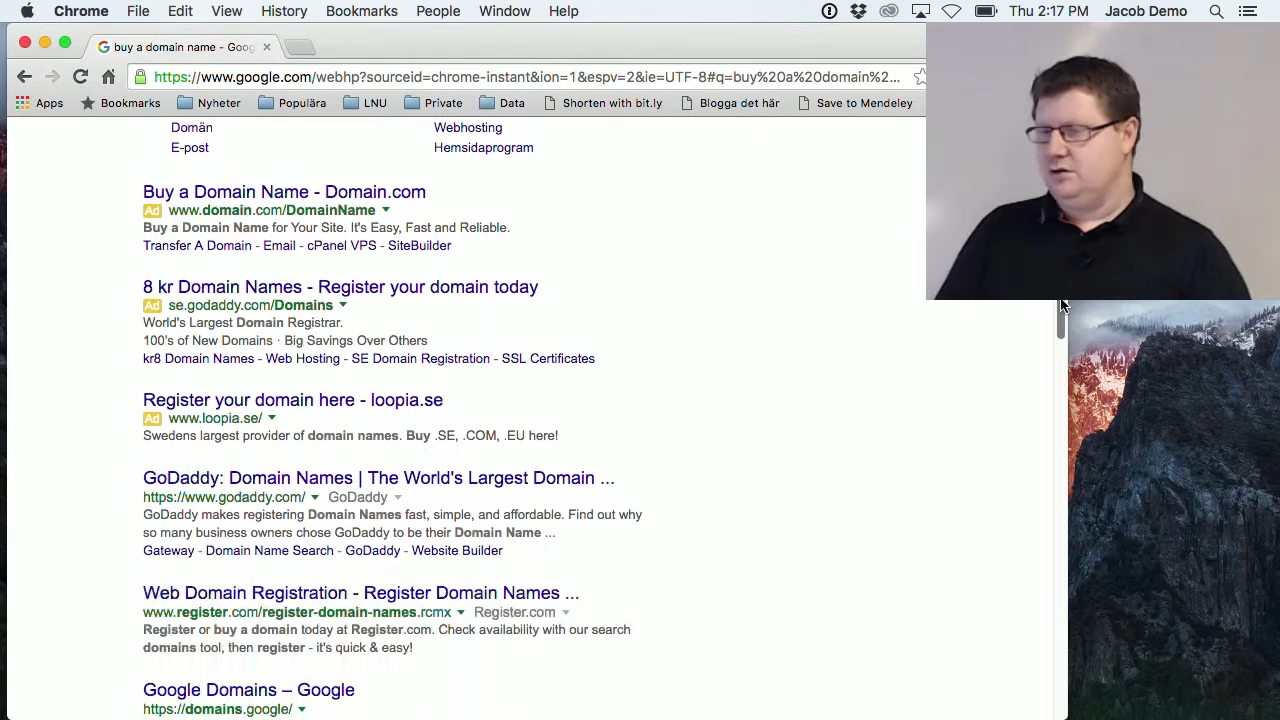 Chrome File Edit View History Bookmarks People Window Help Thu 2:17 PM Jacob Demo
buy a domain name - Goog
https://www.google.com/webhp?sourceid=chrome-instant&ion=1&espv=2&ie=UTF-8#q=buy%20a%20domain%2...
Apps Bookmarks Nyheter Populära LNU Private Data Shorten with bit.ly Blogga det här Save to Mendeley
Domän Webhosting
E-post Hemsidaprogram
Buy a Domain Name - Domain.com
Ad www.domain.com/DomainName
Buy a Domain Name for Your Site. It's Easy, Fast and Reliable.
Transfer A Domain - Email - cPanel VPS - SiteBuilder
8 kr Domain Names - Register your domain today
Ad se.godaddy.com/Domains
World's Largest Domain Registrar.
100's of New Domains · Big Savings Over Others
kr8 Domain Names - Web Hosting - SE Domain Registration - SSL Certificates
Register your domain here - loopia.se
Ad www.loopia.se/
Swedens largest provider of domain names. Buy .SE, .COM, .EU here!
GoDaddy: Domain Names | The World's Largest Domain ...
https://www.godaddy.com/ GoDaddy
GoDaddy makes registering Domain Names fast, simple, and affordable. Find out why
so many business owners chose GoDaddy to be their Domain Name ...
Gateway - Domain Name Search - GoDaddy - Website Builder
Web Domain Registration - Register Domain Names ...
www.register.com/register-domain-names.rcmx Register.com
Register or buy a domain today at Register.com. Check availability with our search
domains tool, then register - it's quick & easy!
Google Domains – Google
https://domains.google/